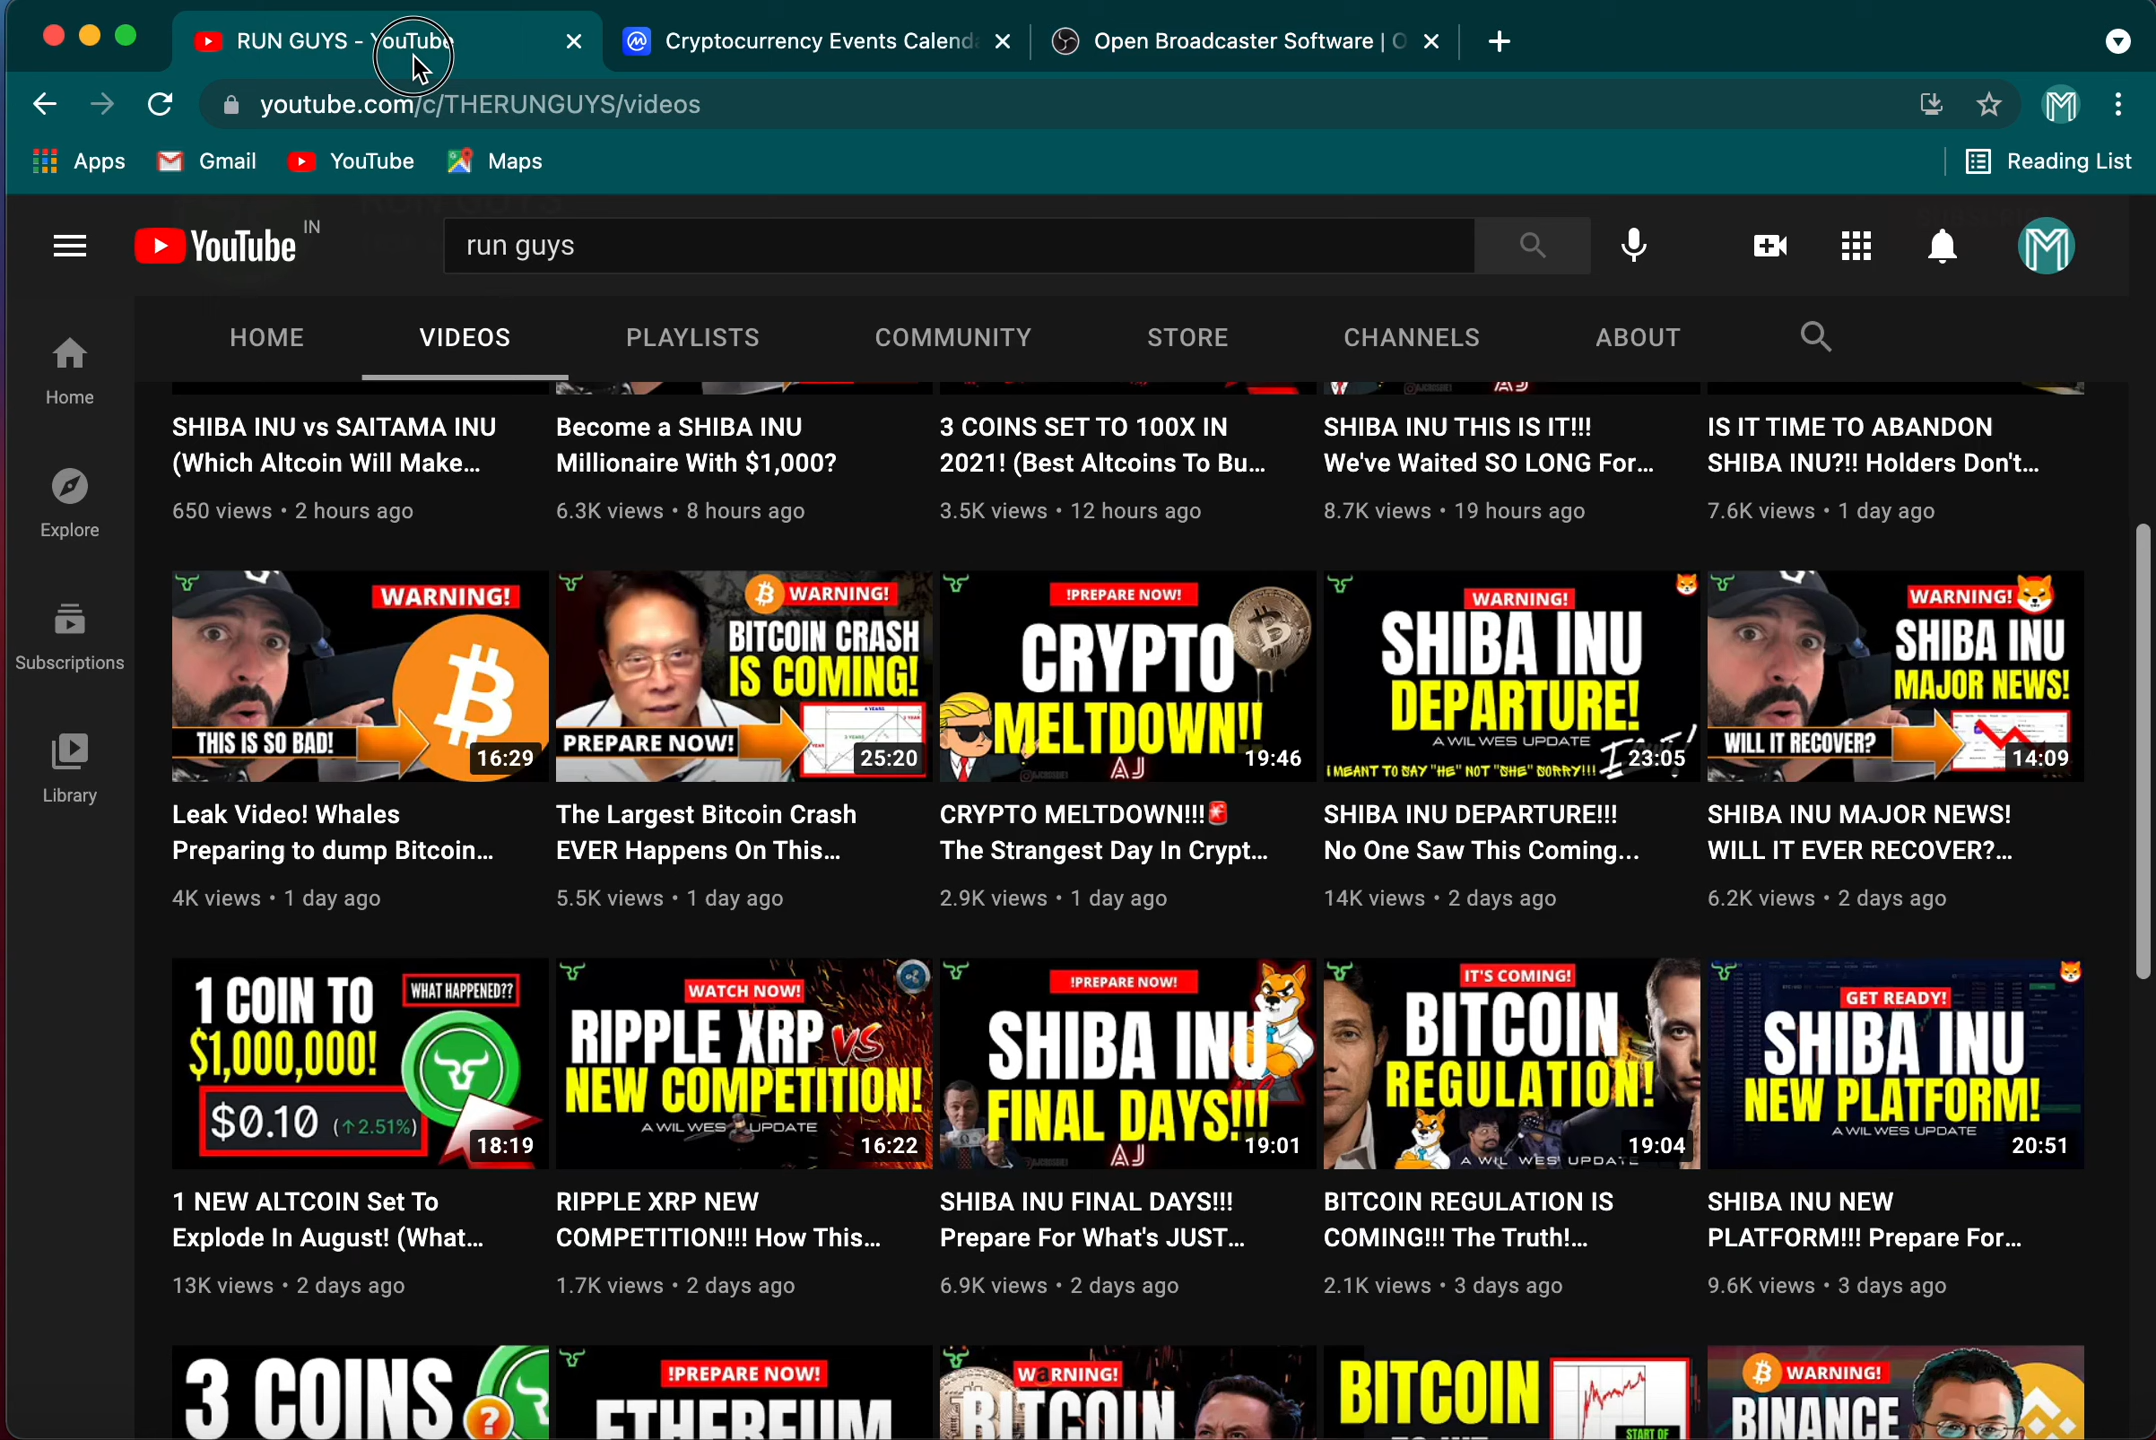 RUN GUYS - YouTube
Cryptocurrency Events Calend
Open Broadcaster Software | O
youtube.com/c/THERUNGUYS/videos
Apps
Gmail
YouTube
Maps
Reading List
YouTube IN
run guys
HOME
VIDEOS
PLAYLISTS
COMMUNITY
STORE
CHANNELS
ABOUT
Home
Explore
Subscriptions
Library
AJ
SHIBA INU vs SAITAMA INU
(Which Altcoin Will Make...
650 views • 2 hours ago
Become a SHIBA INU
Millionaire With $1,000?
6.3K views • 8 hours ago
3 COINS SET TO 100X IN
2021! (Best Altcoins To Bu...
3.5K views • 12 hours ago
SHIBA INU THIS IS IT!!!
We've Waited SO LONG For...
8.7K views • 19 hours ago
IS IT TIME TO ABANDON
SHIBA INU?!! Holders Don't...
7.6K views • 1 day ago
WARNING!
THIS IS SO BAD!
16:29
Leak Video! Whales
Preparing to dump Bitcoin...
4K views • 1 day ago
WARNING!
BITCOIN CRASH
IS COMING!
PREPARE NOW!
25:20
The Largest Bitcoin Crash
EVER Happens On This...
5.5K views • 1 day ago
!PREPARE NOW!
CRYPTO
MELTDOWN!!
AJ
19:46
CRYPTO MELTDOWN!!!🚨
The Strangest Day In Crypt...
2.9K views • 1 day ago
WARNING!
SHIBA INU
DEPARTURE!
A WIL WES UPDATE
I MEANT TO SAY "HE" NOT "SHE" SORRY!!!
23:05
SHIBA INU DEPARTURE!!!
No One Saw This Coming...
14K views • 2 days ago
WARNING!
SHIBA INU
MAJOR NEWS!
WILL IT RECOVER?
14:09
SHIBA INU MAJOR NEWS!
WILL IT EVER RECOVER?...
6.2K views • 2 days ago
1 COIN TO
$1,000,000!
WHAT HAPPENED??
$0.10 (↑2.51%)
18:19
1 NEW ALTCOIN Set To
Explode In August! (What...
13K views • 2 days ago
WATCH NOW!
RIPPLE XRP VS
NEW COMPETITION!
A WIL WES UPDATE
16:22
RIPPLE XRP NEW
COMPETITION!!! How This...
1.7K views • 2 days ago
!PREPARE NOW!
SHIBA INU
FINAL DAYS!!!
AJ
19:01
SHIBA INU FINAL DAYS!!!
Prepare For What's JUST...
6.9K views • 2 days ago
IT'S COMING!
BITCOIN
REGULATION!
A WIL WES UPDATE
19:04
BITCOIN REGULATION IS
COMING!!! The Truth!...
2.1K views • 3 days ago
GET READY!
SHIBA INU
NEW PLATFORM!
A WIL WES UPDATE
20:51
SHIBA INU NEW
PLATFORM!!! Prepare For...
9.6K views • 3 days ago
3 COINS
!PREPARE NOW!
ETHEREUM
WARNING!
BITCOIN
BITCOIN
START OF
WARNING!
BINANCE